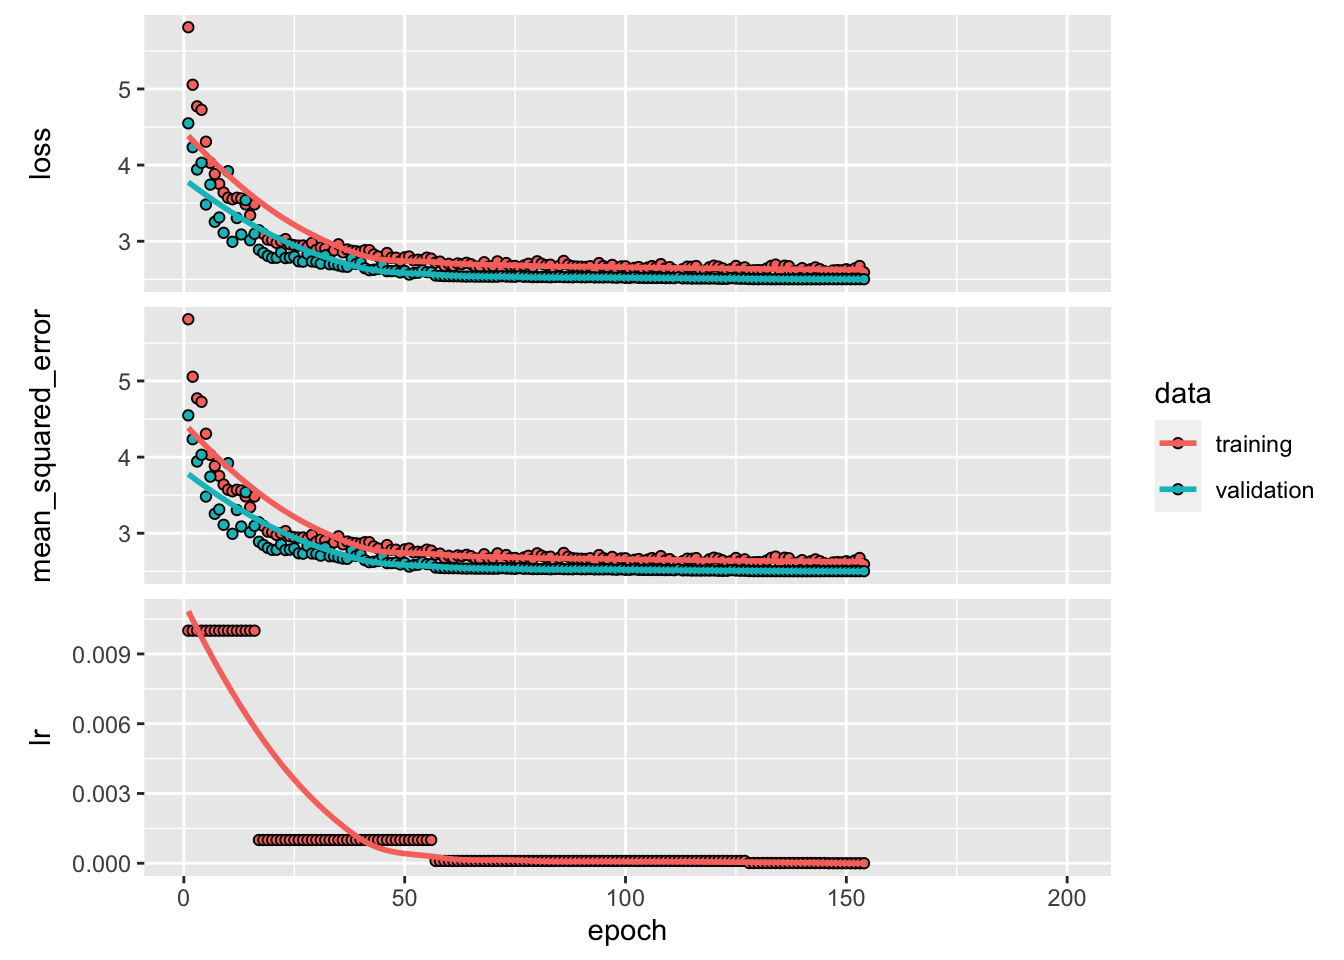 loss
5
4
3
mean_squared_error
5
4
3
lr
0.009
0.006
0.003
0.000
0 50 100 150 200
epoch
data
training
validation